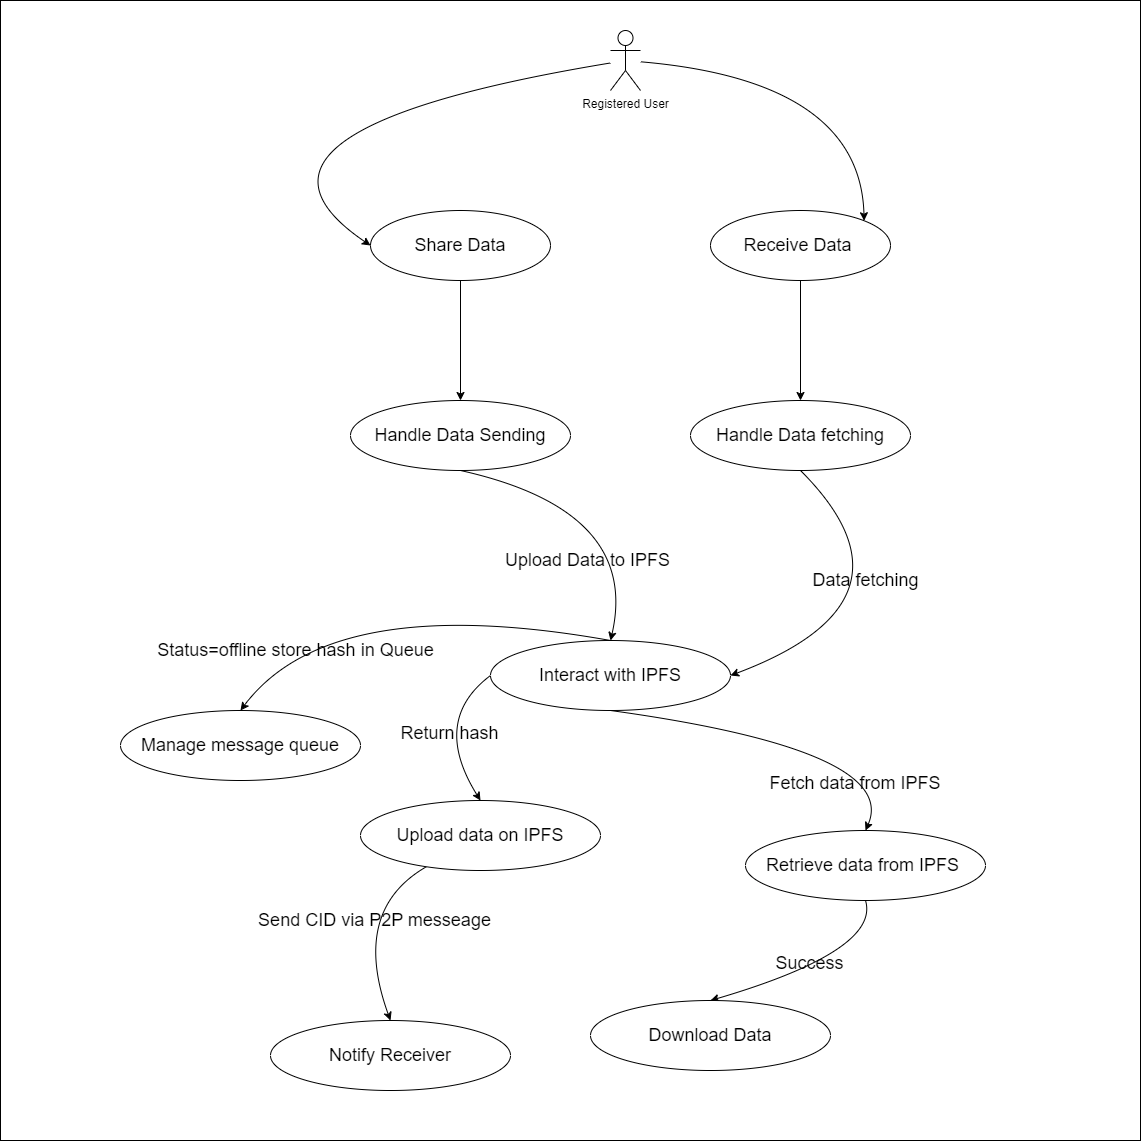 Registered User
Share Data
Receive Data
Handle Data Sending
Handle Data fetching
Upload Data to IPFS
Data fetching
Status=offline store hash in Queue
Interact with IPFS
Return hash
Manage message queue
Fetch data from IPFS
Upload data on IPFS
Retrieve data from IPFS
Send CID via P2P messeage
Success
Download Data
Notify Receiver